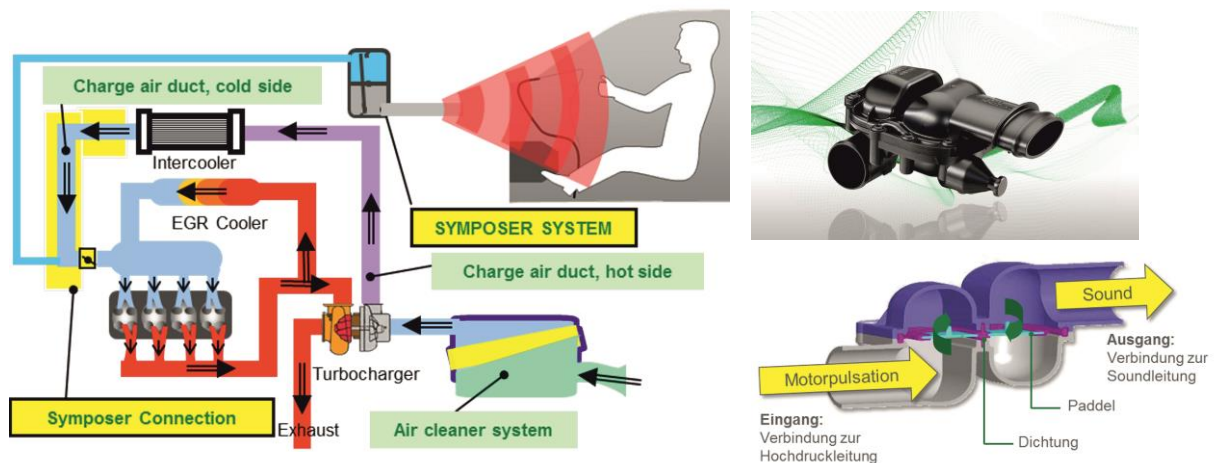 Charge air duct, cold side
Intercooler
EGR Cooler
SYMPOSER SYSTEM
Charge air duct, hot side
Turbocharger
Symposer Connection
Exhaust
Air cleaner system
Sound
Motorpulsation
Ausgang:
Verbindung zur
Soundleitung
Paddel
Eingang:
Verbindung zur
Hochdruckleitung
Dichtung